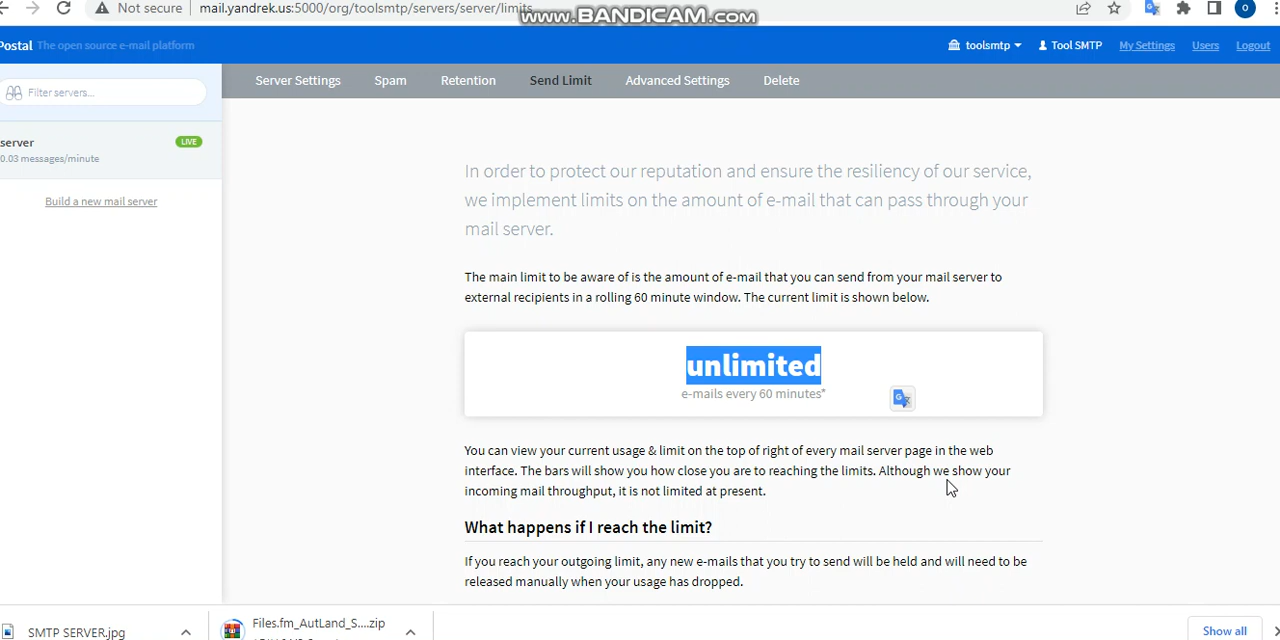 www.BANDICAM.com
Not secure mail.yandrek.us:5000/org/toolsmtp/servers/server/limits
Postal The open source e-mail platform
toolsmtp Tool SMTP My Settings Users Logout
Server Settings Spam Retention Send Limit Advanced Settings Delete
Filter servers...
server LIVE
0.03 messages/minute
Build a new mail server
In order to protect our reputation and ensure the resiliency of our service,
we implement limits on the amount of e-mail that can pass through your
mail server.
The main limit to be aware of is the amount of e-mail that you can send from your mail server to
external recipients in a rolling 60 minute window. The current limit is shown below.
unlimited
e-mails every 60 minutes*
You can view your current usage & limit on the top of right of every mail server page in the web
interface. The bars will show you how close you are to reaching the limits. Although we show your
incoming mail throughput, it is not limited at present.
What happens if I reach the limit?
If you reach your outgoing limit, any new e-mails that you try to send will be held and will need to be
released manually when your usage has dropped.
SMTP SERVER.jpg
Files.fm_AutLand_S....zip
Show all